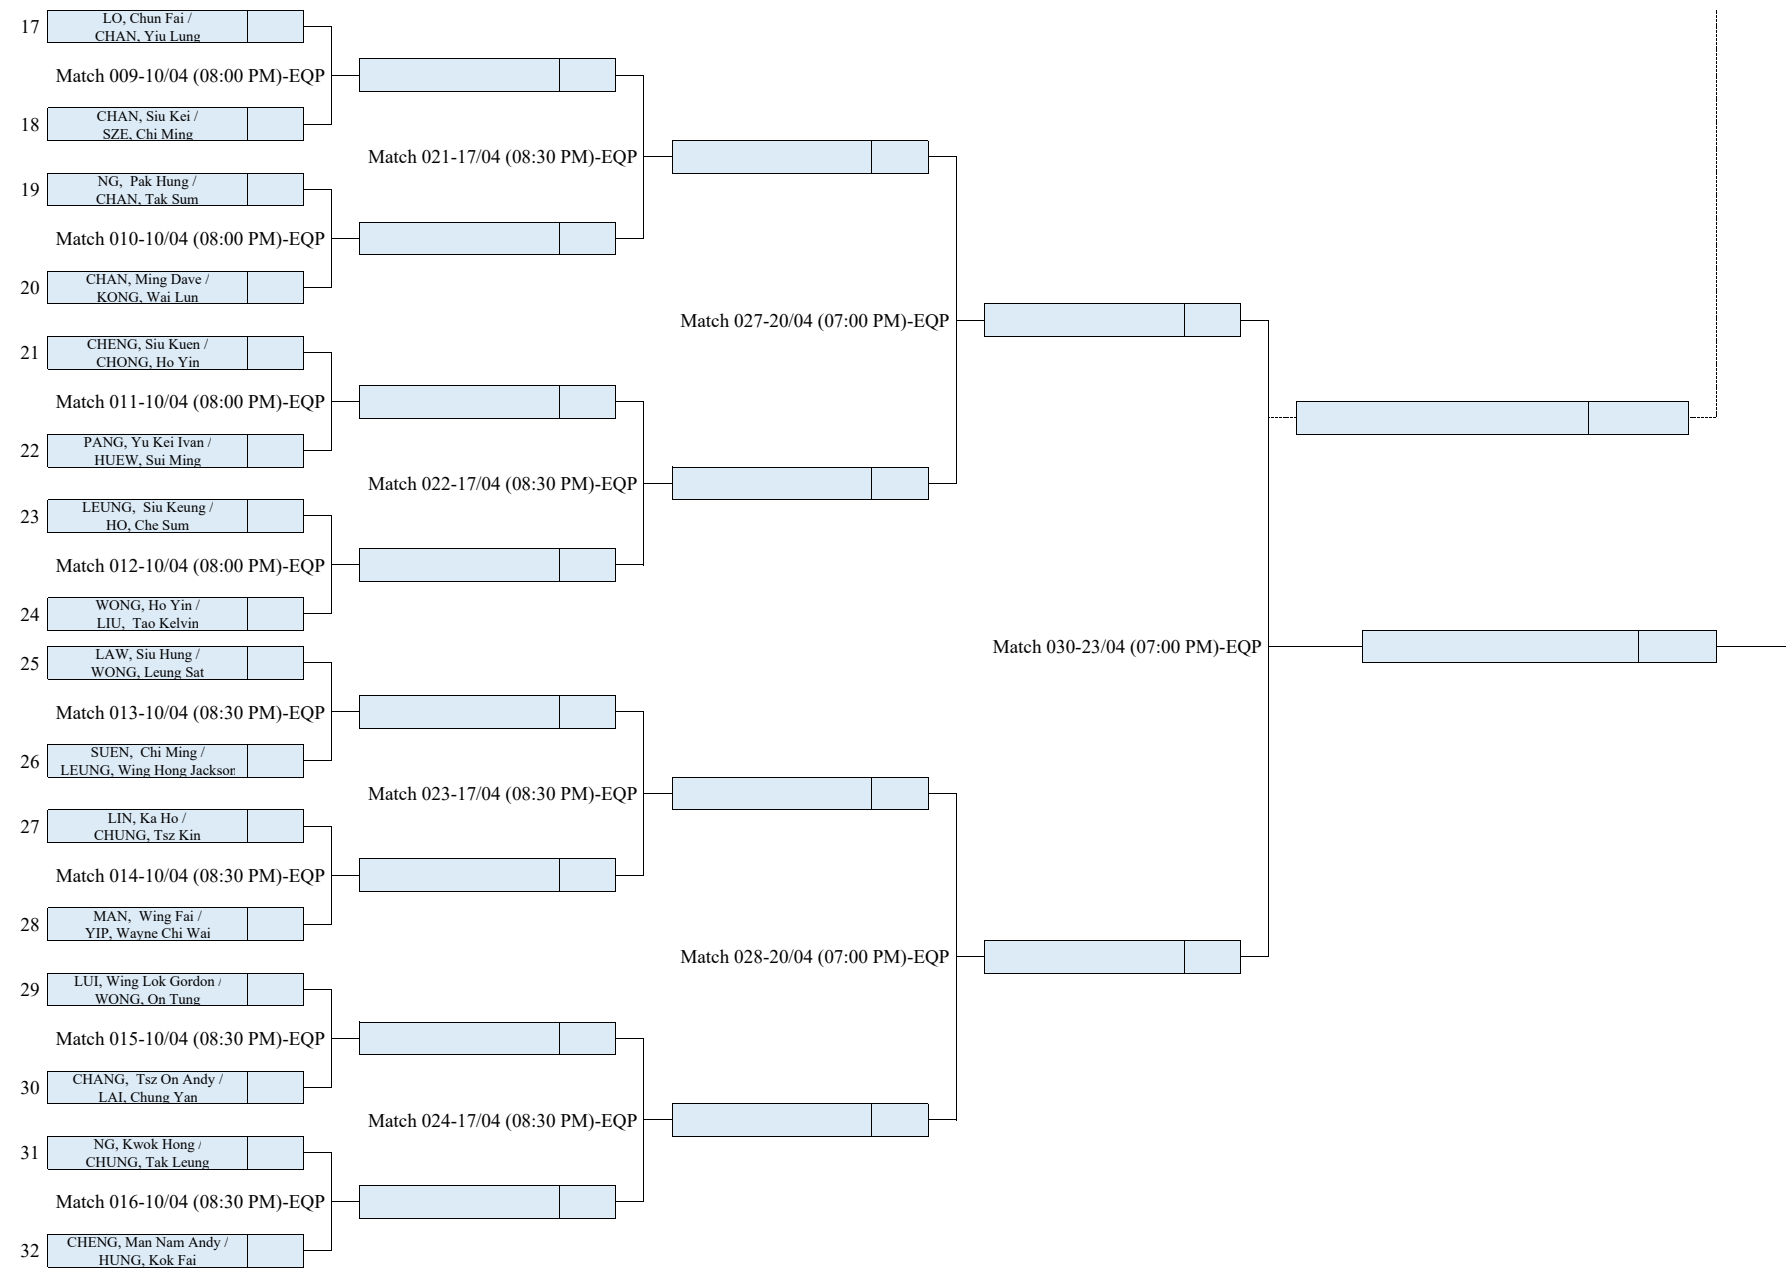 17
LO, Chun Fai /
CHAN, Yiu Lung
Match 009-10/04 (08:00 PM)-EQP
18
CHAN, Siu Kei /
SZE, Chi Ming
Match 021-17/04 (08:30 PM)-EQP
19
NG,  Pak Hung /
CHAN, Tak Sum
Match 010-10/04 (08:00 PM)-EQP
20
CHAN, Ming Dave /
KONG, Wai Lun
Match 027-20/04 (07:00 PM)-EQP
21
CHENG, Siu Kuen /
CHONG, Ho Yin
Match 011-10/04 (08:00 PM)-EQP
22
PANG, Yu Kei Ivan /
HUEW, Sui Ming
Match 022-17/04 (08:30 PM)-EQP
23
LEUNG,  Siu Keung /
HO, Che Sum
Match 012-10/04 (08:00 PM)-EQP
24
WONG, Ho Yin /
LIU,  Tao Kelvin
Match 030-23/04 (07:00 PM)-EQP
25
LAW, Siu Hung /
WONG, Leung Sat
Match 013-10/04 (08:30 PM)-EQP
26
SUEN,  Chi Ming /
LEUNG, Wing Hong Jackson
Match 023-17/04 (08:30 PM)-EQP
27
LIN, Ka Ho /
CHUNG, Tsz Kin
Match 014-10/04 (08:30 PM)-EQP
28
MAN,  Wing Fai /
YIP, Wayne Chi Wai
Match 028-20/04 (07:00 PM)-EQP
29
LUI, Wing Lok Gordon /
WONG, On Tung
Match 015-10/04 (08:30 PM)-EQP
30
CHANG,  Tsz On Andy /
LAI, Chung Yan
Match 024-17/04 (08:30 PM)-EQP
31
NG, Kwok Hong /
CHUNG, Tak Leung
Match 016-10/04 (08:30 PM)-EQP
32
CHENG, Man Nam Andy /
HUNG, Kok Fai